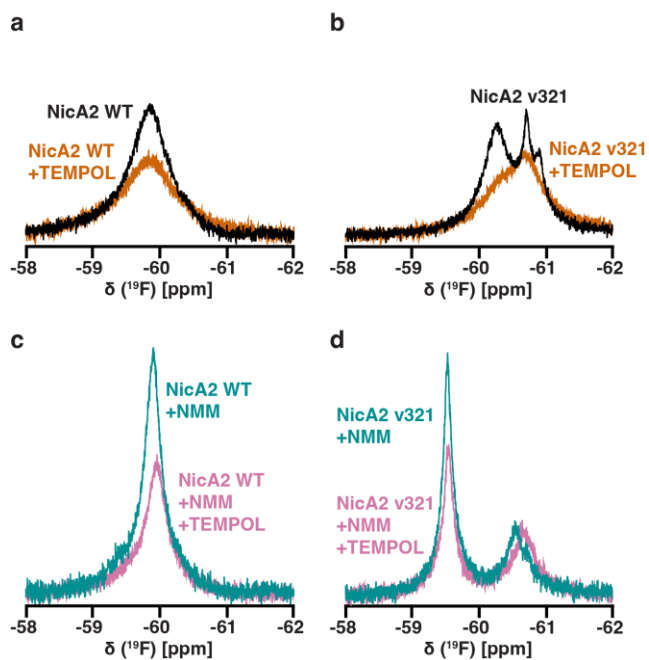 a
b
NicA2 WT
NicA2 WT
+TEMPOL
NicA2 v321
NicA2 v321
+TEMPOL
-58 -59 -60 -61 -62
δ (¹⁹F) [ppm]
-58 -59 -60 -61 -62
δ (¹⁹F) [ppm]
c
d
NicA2 WT
+NMM
NicA2 WT
+NMM
+TEMPOL
NicA2 v321
+NMM
NicA2 v321
+NMM
+TEMPOL
-58 -59 -60 -61 -62
δ (¹⁹F) [ppm]
-58 -59 -60 -61 -62
δ (¹⁹F) [ppm]